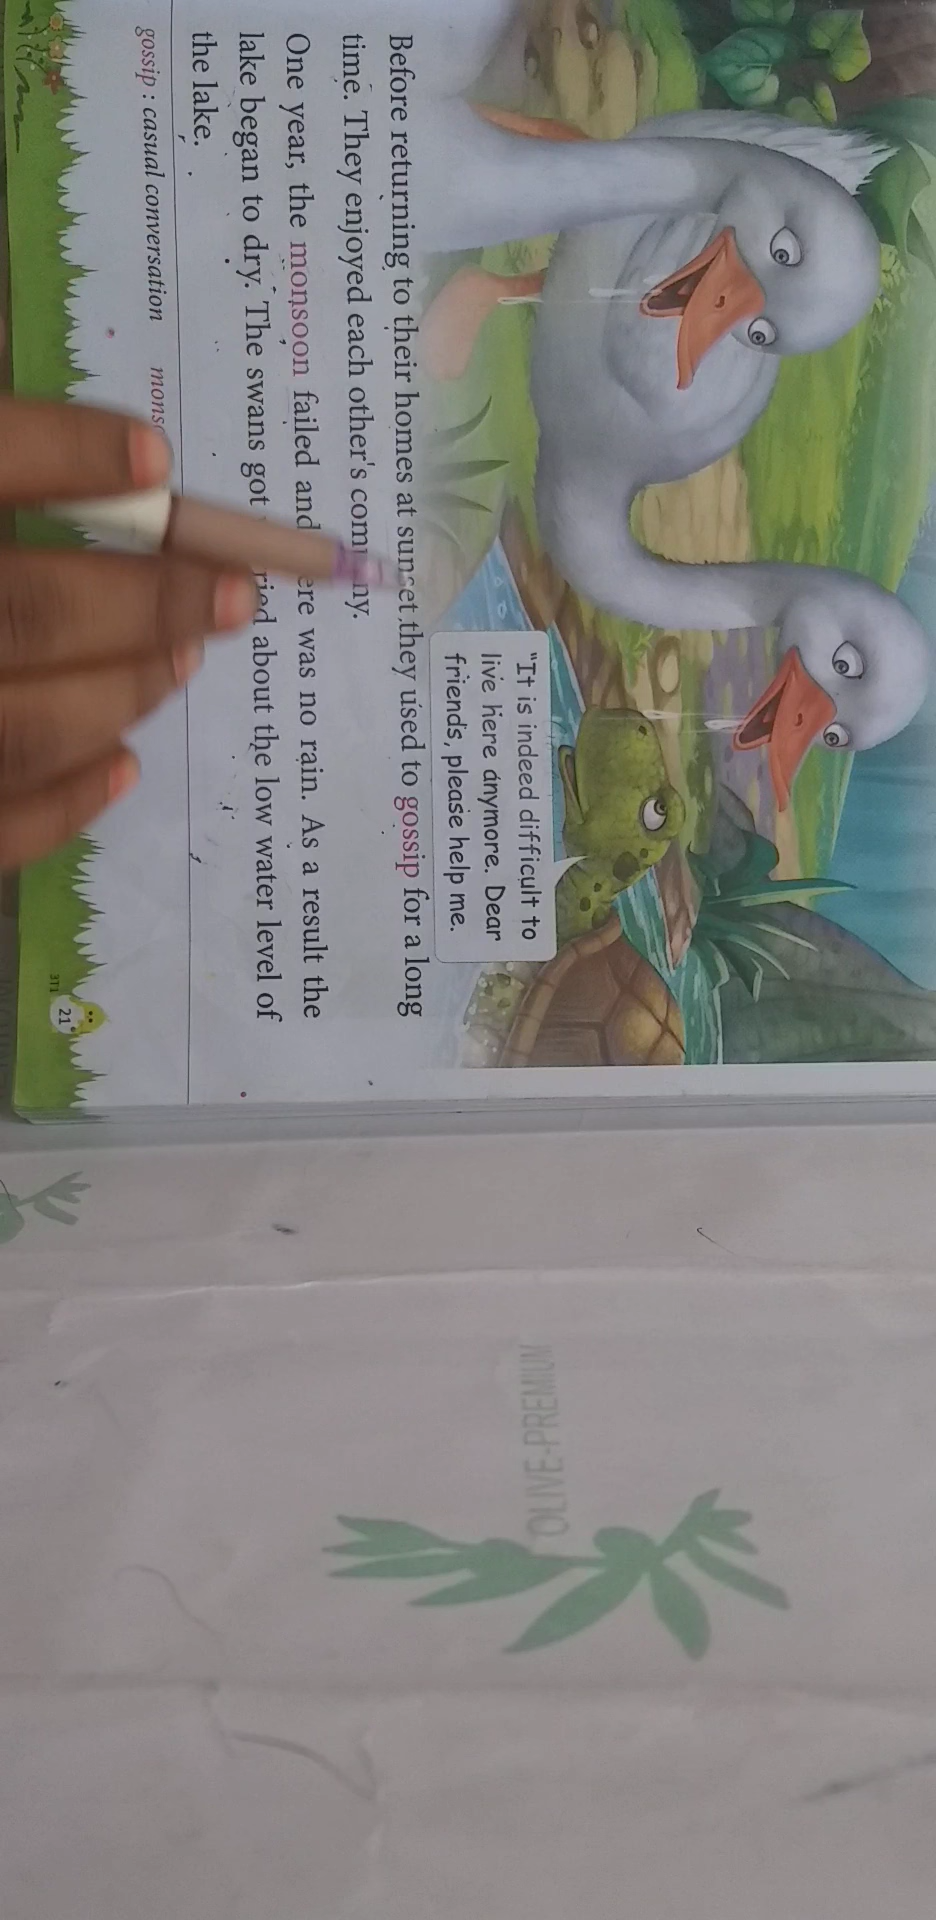 "It is indeed difficult to
live here anymore. Dear
friends, please help me.
Before returning to their homes at sunset,they used to gossip for a long
time. They enjoyed each other's
One year, the monsoon failed and was no rain. As a result the
lake began to dry. The swans got about the low water level of
the lake.
gossip : casual conversation
3T1
21
OLIVE-PREMIUM